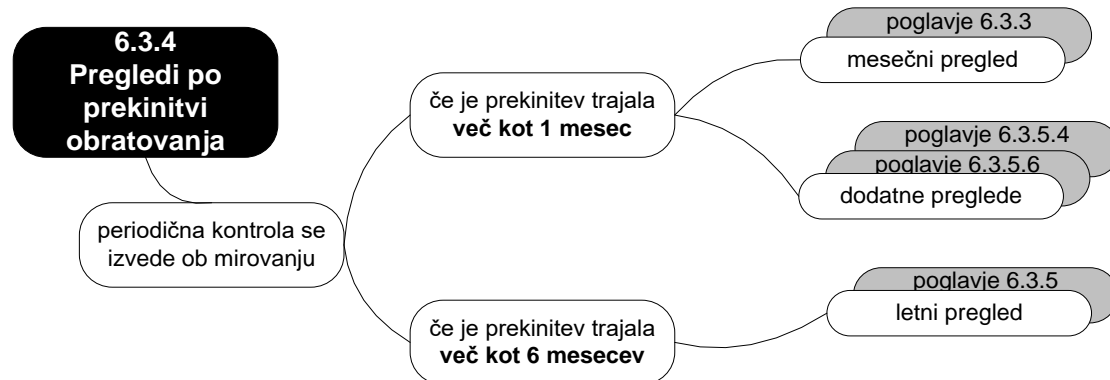 6.3.4
Pregledi po
prekinitvi
obratovanja
periodična kontrola se
izvede ob mirovanju
če je prekinitev trajala
več kot 1 mesec
poglavje 6.3.3
mesečni pregled
poglavje 6.3.5.4
poglavje 6.3.5.6
dodatne preglede
če je prekinitev trajala
več kot 6 mesecev
poglavje 6.3.5
letni pregled